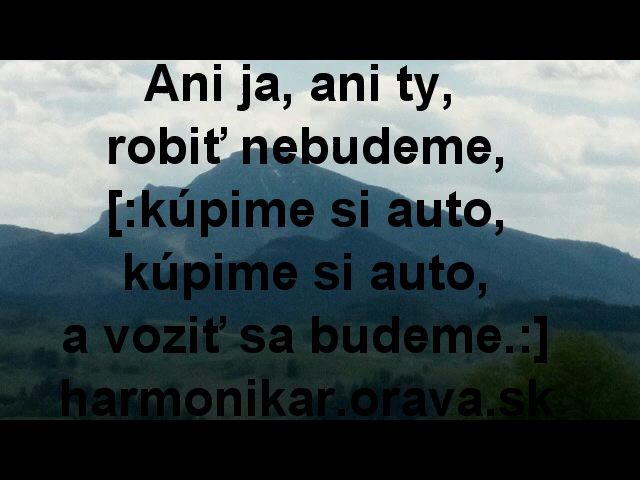 Ani ja, ani ty,
robiť nebudeme,
[:kúpime si auto,
kúpime si auto,
a voziť sa budeme.:]
harmonikar.orava.sk